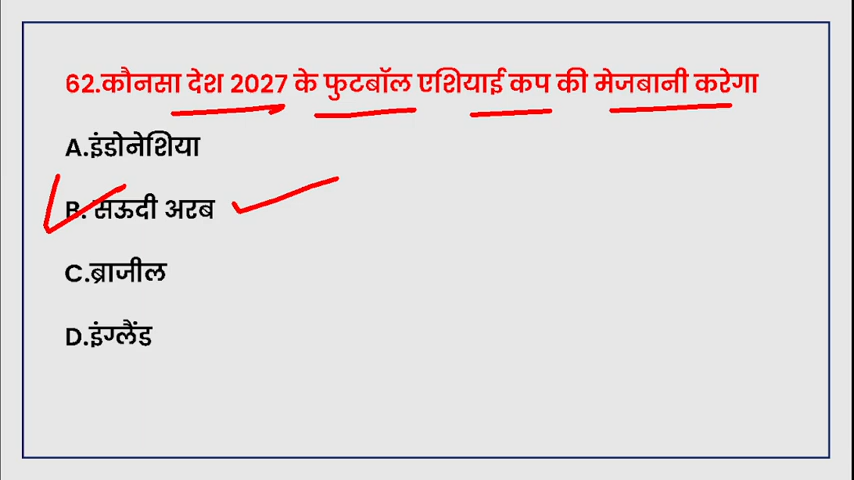 62.कौनसा देश 2027 के फुटबॉल एशियाई कप की मेजबानी करेगा
A.इंडोनेशिया
B. सऊदी अरब
C.ब्राजील
D.इंग्लैंड